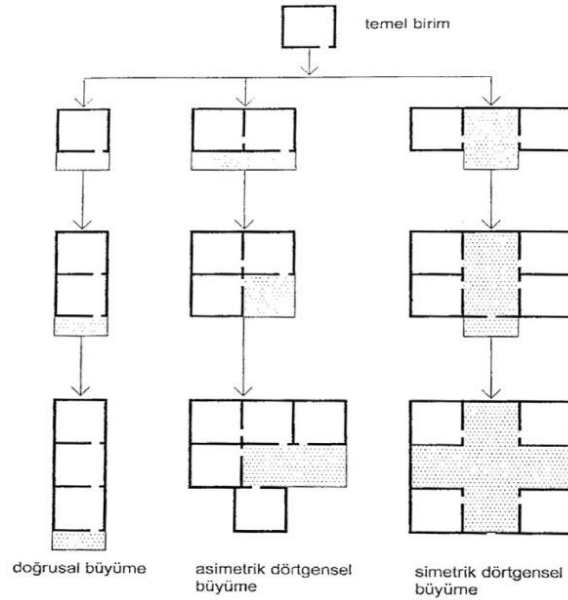 temel birim
doğrusal büyüme
asimetrik dörtgensel
büyüme
simetrik dörtgensel
büyüme